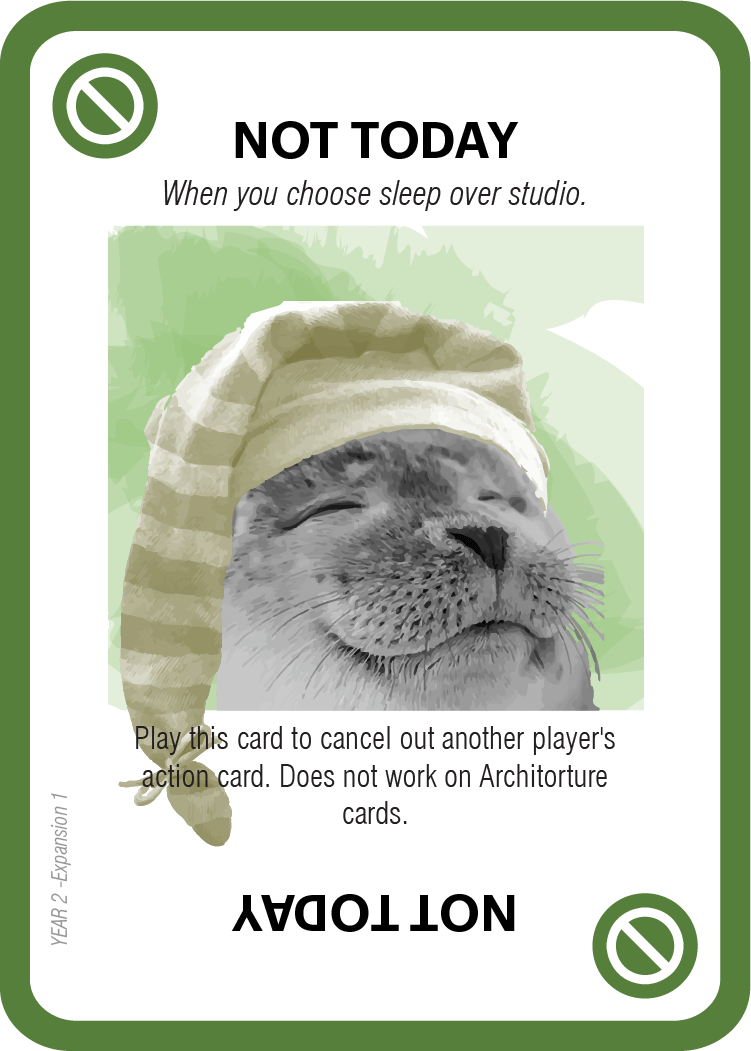 NOT TODAY
When you choose sleep over studio.
Play this card to cancel out another player's
action card. Does not work on Architorture
cards.
YEAR 2 -Expansion 1
NOT TODAY